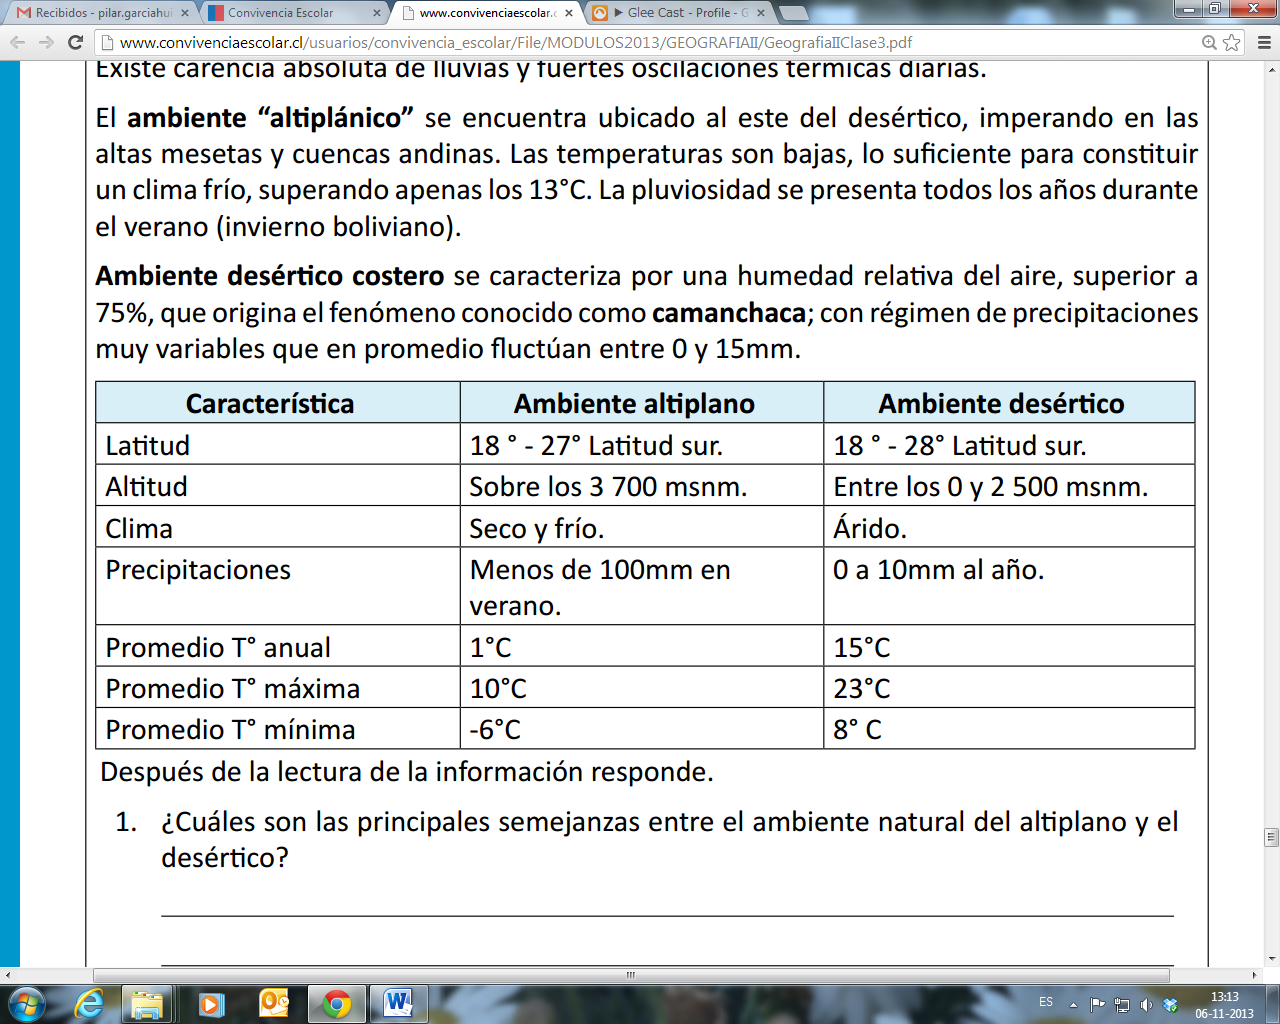 Recibidos - pilar.garciahui
Convivencia Escolar
www.convivenciaescolar.c
Glee Cast - Profile - G
www.convivenciaescolar.cl/usuarios/convivencia_escolar/File/MODULOS2013/GEOGRAFIAII/GeografiaIIClase3.pdf
Existe carencia absoluta de lluvias y fuertes oscilaciones térmicas diarias.
El ambiente “altiplánico” se encuentra ubicado al este del desértico, imperando en las
altas mesetas y cuencas andinas. Las temperaturas son bajas, lo suficiente para constituir
un clima frío, superando apenas los 13°C. La pluviosidad se presenta todos los años durante
el verano (invierno boliviano).
Ambiente desértico costero se caracteriza por una humedad relativa del aire, superior a
75%, que origina el fenómeno conocido como camanchaca; con régimen de precipitaciones
muy variables que en promedio fluctúan entre 0 y 15mm.
Característica Ambiente altiplano Ambiente desértico
Latitud 18 ° - 27° Latitud sur. 18 ° - 28° Latitud sur.
Altitud Sobre los 3 700 msnm. Entre los 0 y 2 500 msnm.
Clima Seco y frío. Árido.
Precipitaciones Menos de 100mm en 0 a 10mm al año.
verano.
Promedio T° anual 1°C 15°C
Promedio T° máxima 10°C 23°C
Promedio T° mínima -6°C 8° C
Después de la lectura de la información responde.
1. ¿Cuáles son las principales semejanzas entre el ambiente natural del altiplano y el
desértico?
ES 13:13
06-11-2013